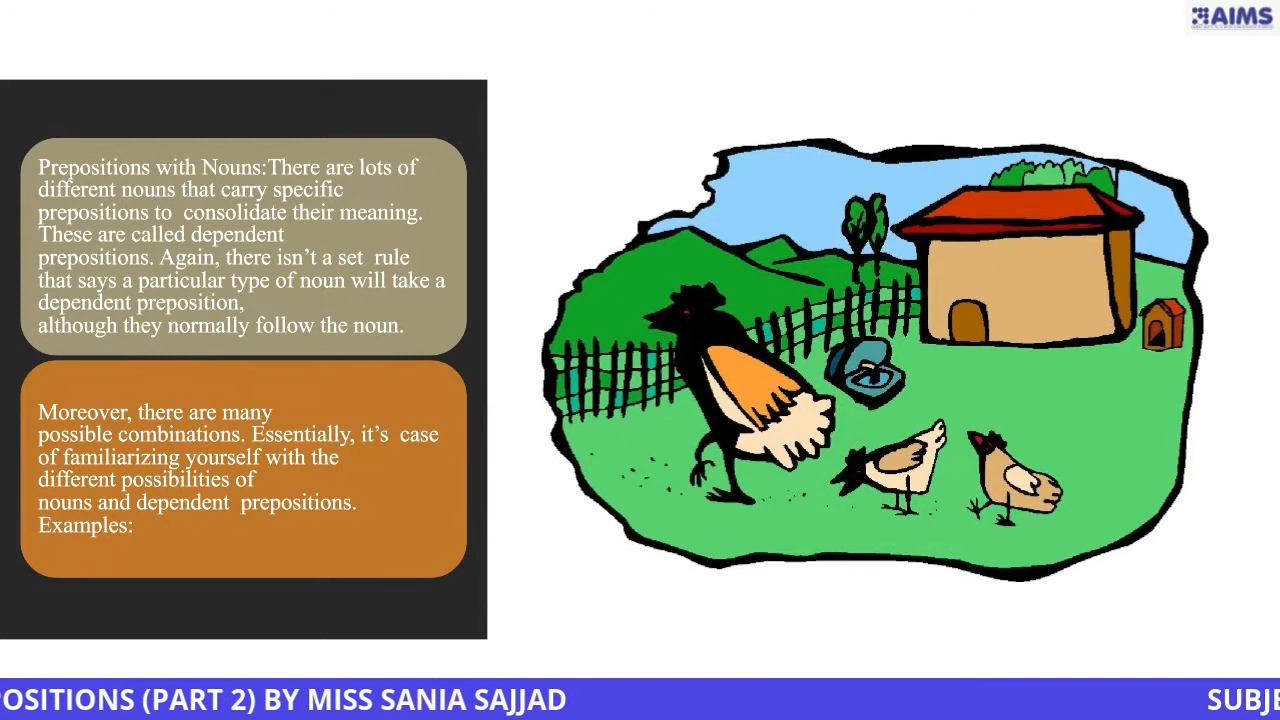 AIMS
Prepositions with Nouns:There are lots of
different nouns that carry specific
prepositions to  consolidate their meaning.
These are called dependent
prepositions. Again, there isn’t a set  rule
that says a particular type of noun will take a
dependent preposition,
although they normally follow the noun.
Moreover, there are many
possible combinations. Essentially, it’s  case
of familiarizing yourself with the
different possibilities of
nouns and dependent  prepositions.
Examples:
POSITIONS (PART 2) BY MISS SANIA SAJJAD
SUBJE